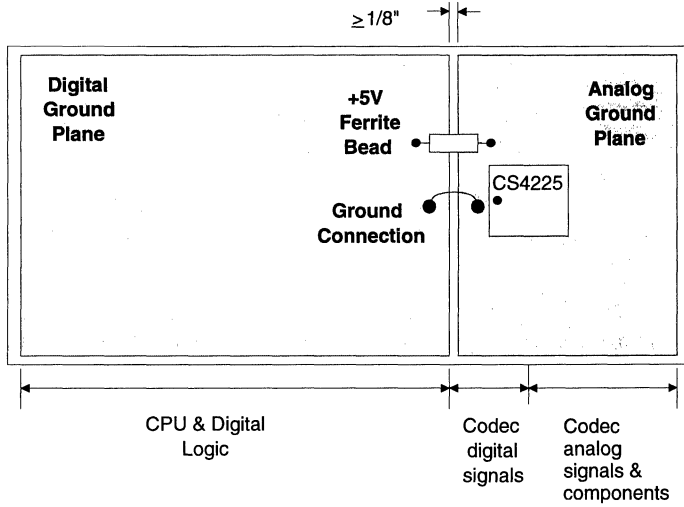 ≥1/8"
Digital
Ground
Plane
+5V
Ferrite
Bead
Analog
Ground
Plane
CS4225
Ground
Connection
CPU & Digital
Logic
Codec
digital
signals
Codec
analog
signals &
components